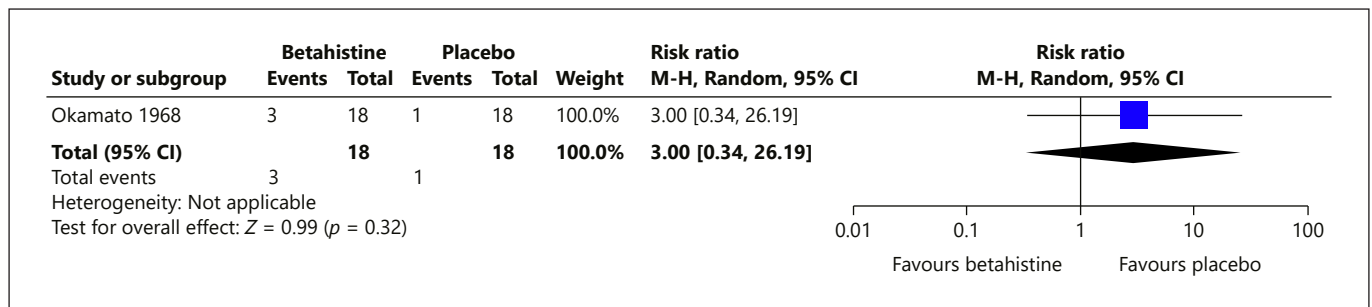 Betahistine Placebo Risk ratio Risk ratio
Study or subgroup Events Total Events Total Weight M-H, Random, 95% CI M-H, Random, 95% CI
Okamato 1968 3 18 1 18 100.0% 3.00 [0.34, 26.19]
Total (95% CI) 18 18 100.0% 3.00 [0.34, 26.19]
Total events 3 1
Heterogeneity: Not applicable
Test for overall effect: Z = 0.99 (p = 0.32)
0.01 0.1 1 10 100
Favours betahistine Favours placebo